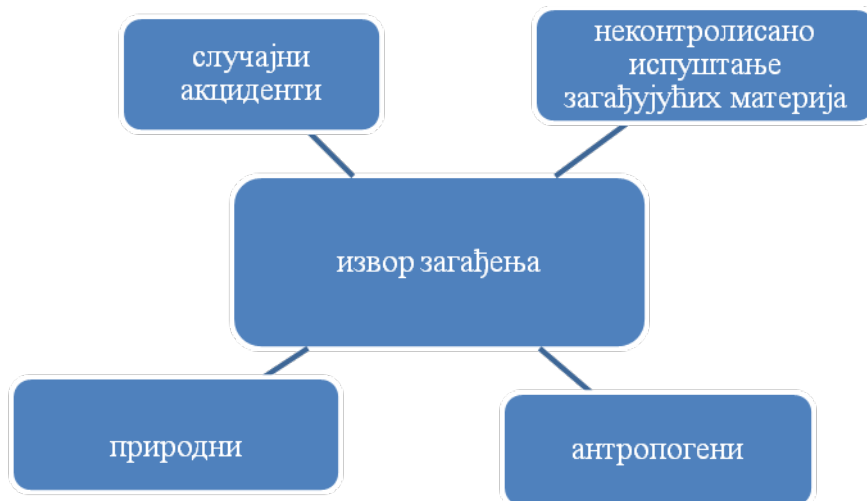 случајни
акциденти
неконтролисано
испуштање
загађујућих материја
извор загађења
природни
антропогени